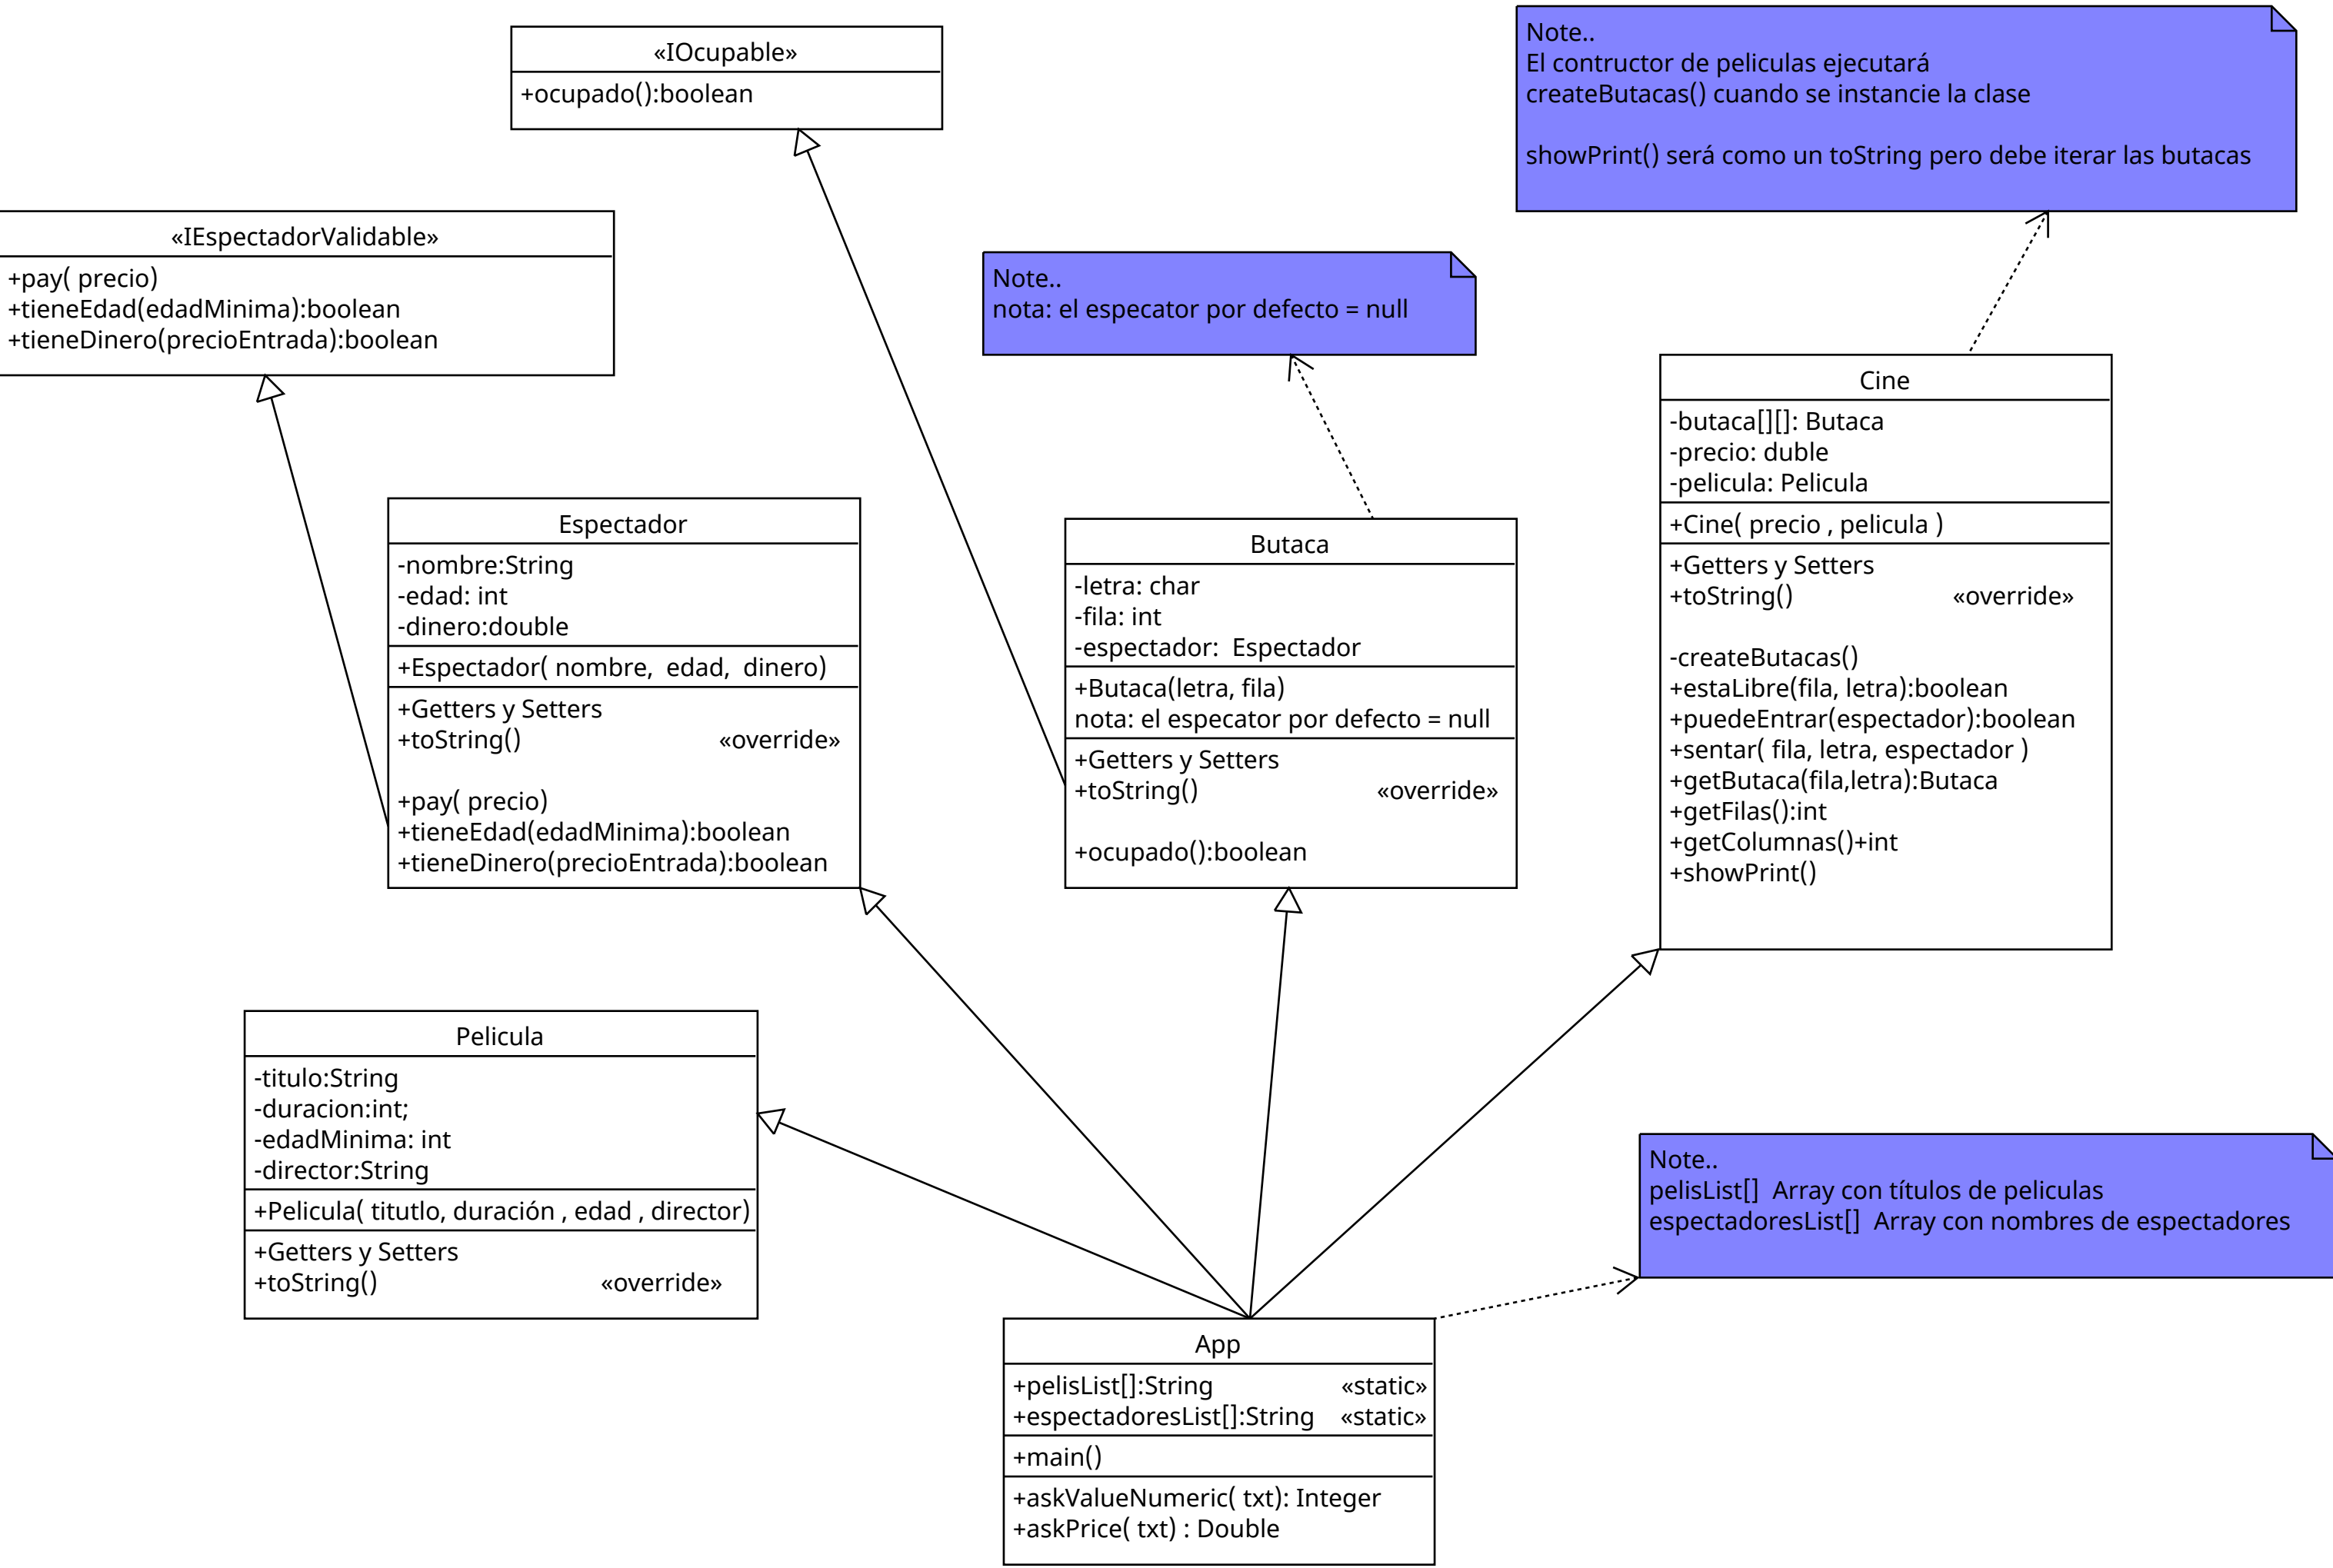 «IOcupable»
+ocupado():boolean
Note..
El contructor de peliculas ejecutará
createButacas() cuando se instancie la clase
showPrint() será como un toString pero debe iterar las butacas
«IEspectadorValidable»
+pay( precio)
+tieneEdad(edadMinima):boolean
+tieneDinero(precioEntrada):boolean
Note..
nota: el especator por defecto = null
Cine
-butaca[][]: Butaca
-precio: duble
-pelicula: Pelicula
+Cine( precio , pelicula )
+Getters y Setters
+toString() «override»
-createButacas()
+estaLibre(fila, letra):boolean
+puedeEntrar(espectador):boolean
+sentar( fila, letra, espectador )
+getButaca(fila,letra):Butaca
+getFilas():int
+getColumnas()+int
+showPrint()
Espectador
-nombre:String
-edad: int
-dinero:double
+Espectador( nombre, edad, dinero)
+Getters y Setters
+toString() «override»
+pay( precio)
+tieneEdad(edadMinima):boolean
+tieneDinero(precioEntrada):boolean
Butaca
-letra: char
-fila: int
-espectador: Espectador
+Butaca(letra, fila)
nota: el especator por defecto = null
+Getters y Setters
+toString() «override»
+ocupado():boolean
Pelicula
-titulo:String
-duracion:int;
-edadMinima: int
-director:String
+Pelicula( titutlo, duración , edad , director)
+Getters y Setters
+toString() «override»
Note..
pelisList[] Array con títulos de peliculas
espectadoresList[] Array con nombres de espectadores
App
+pelisList[]:String «static»
+espectadoresList[]:String «static»
+main()
+askValueNumeric( txt): Integer
+askPrice( txt) : Double